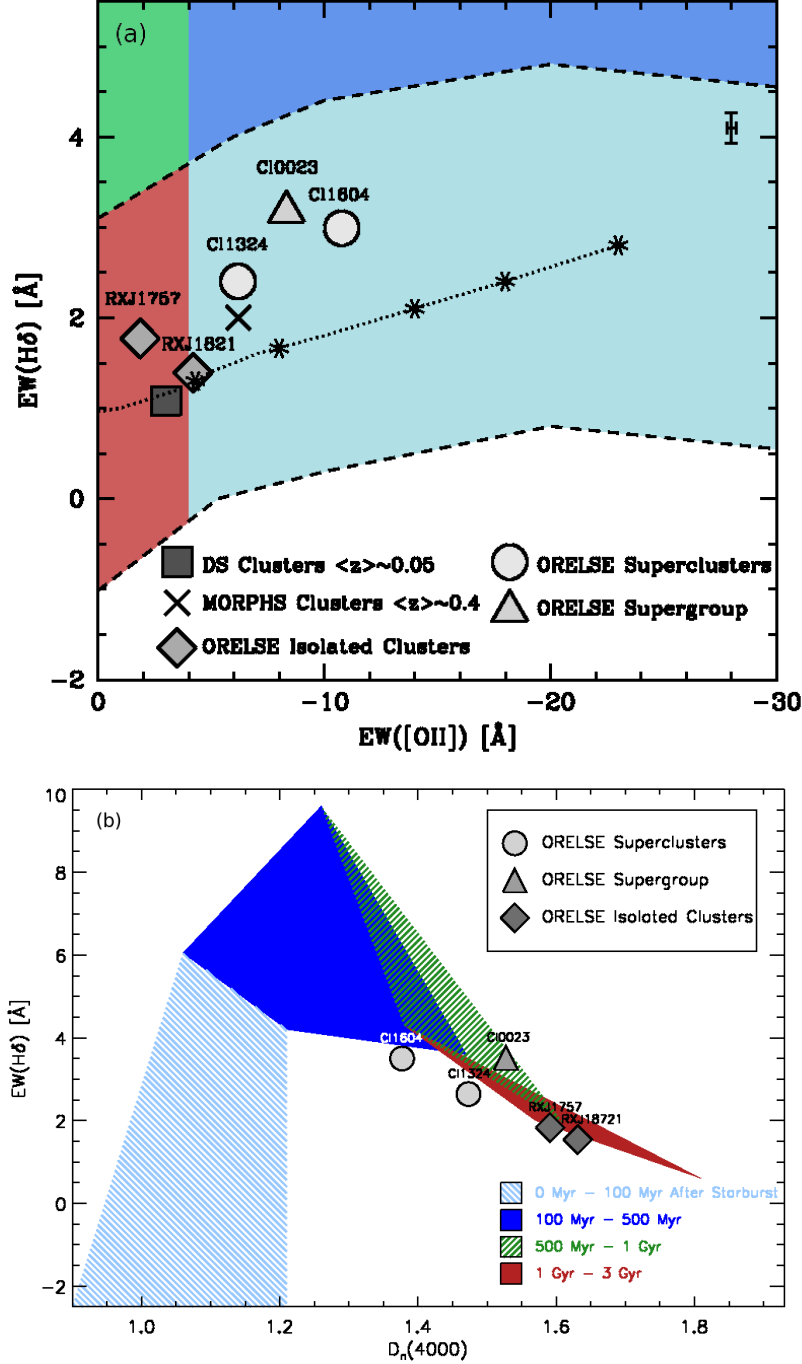 (a)
4
2
0
-2
EW(Hδ) [Å]
Cl0023
Cl1604
Cl1324
RXJ1757
RXJ1821
DS Clusters <z>~0.05
MORPHS Clusters <z>~0.4
ORELSE Isolated Clusters
ORELSE Superclusters
ORELSE Supergroup
0 -10 -20 -30
EW([OII]) [Å]
(b)
10
8
6
4
2
0
-2
EW(Hδ) [Å]
ORELSE Superclusters
ORELSE Supergroup
ORELSE Isolated Clusters
Cl1604
Cl0023
Cl1324
RXJ1757
RXJ18721
0 Myr - 100 Myr After Starburst
100 Myr - 500 Myr
500 Myr - 1 Gyr
1 Gyr - 3 Gyr
1.0 1.2 1.4 1.6 1.8
Dn(4000)